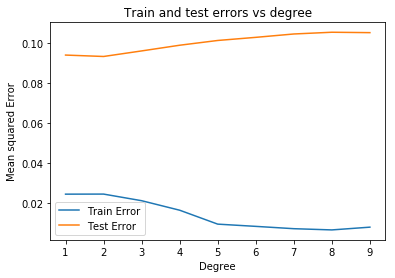 Train and test errors vs degree
Mean squared Error
0.10
0.08
0.06
0.04
0.02
Train Error
Test Error
1 2 3 4 5 6 7 8 9
Degree